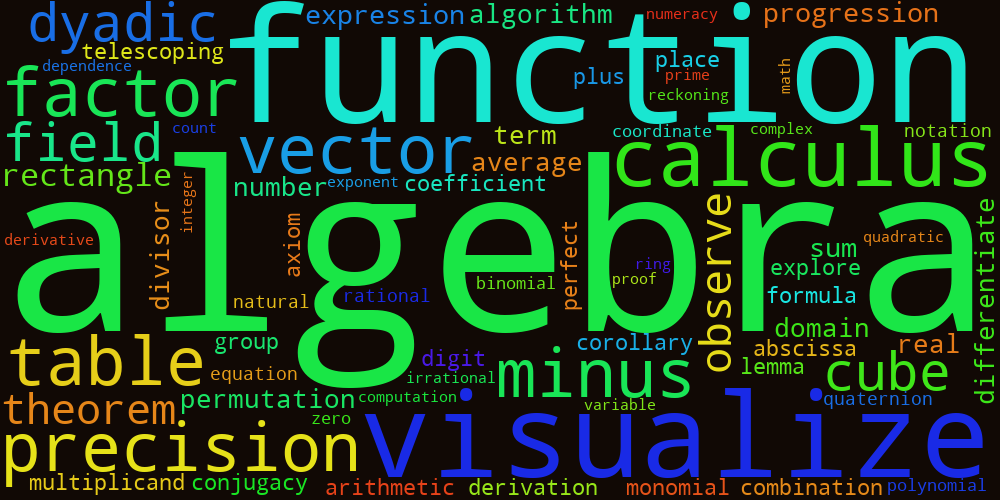 dyadic
function
expression
algorithm
numeracy
progression
telescoping
dependence
factor
plus
place
prime
reckoning
math
count
field
vector
term
average
coordinate
complex
notation
calculus
rectangle
number
exponent
coefficient
integer
algebra
derivative
divisor
axiom
natural
rational
binomial
perfect
ring
proof
observe
sum
quadratic
explore
formula
differentiate
domain
real
abscissa
lemma
table
group
equation
digit
irrational
corollary
minus
cube
quaternion
theorem
permutation
computation
zero
variable
visualize
precision
multiplicand
conjugacy
arithmetic
derivation
monomial
combination
polynomial